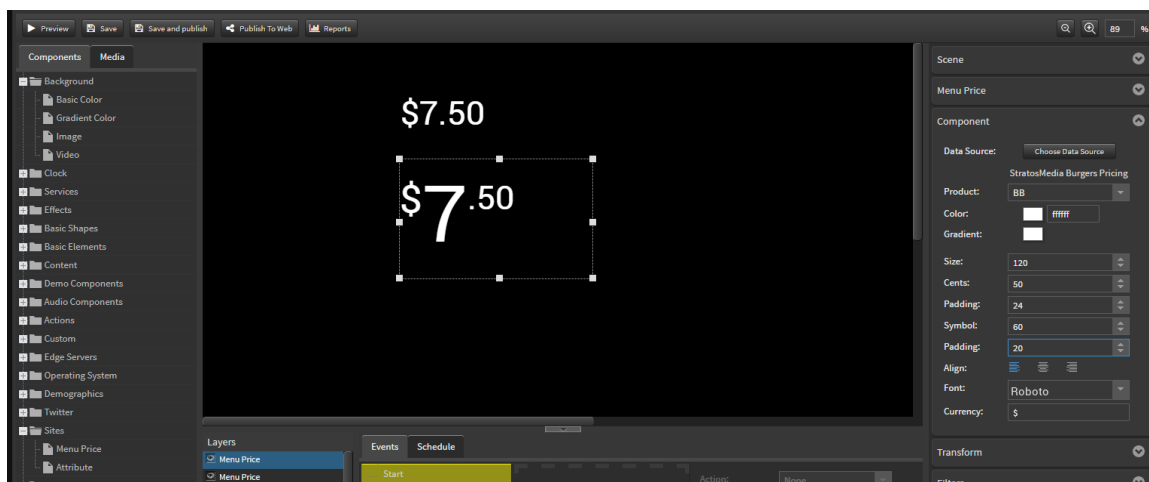 Preview Save Save and publish Publish To Web Reports 89 %
Components Media
Background
Basic Color
Gradient Color
Image
Video
Clock
Services
Effects
Basic Shapes
Basic Elements
Content
Demo Components
Audio Components
Actions
Custom
Edge Servers
Operating System
Demographics
Twitter
Sites
Menu Price
Attribute
$7.50
$7.50
Layers
Menu Price
Menu Price
Events Schedule
Start
Action: None
Scene
Menu Price
Component
Data Source: Choose Data Source
StratosMedia Burgers Pricing
Product: BB
Color: ffffff
Gradient:
Size: 120
Cents: 50
Padding: 24
Symbol: 60
Padding: 20
Align:
Font: Roboto
Currency: $
Transform
Filters